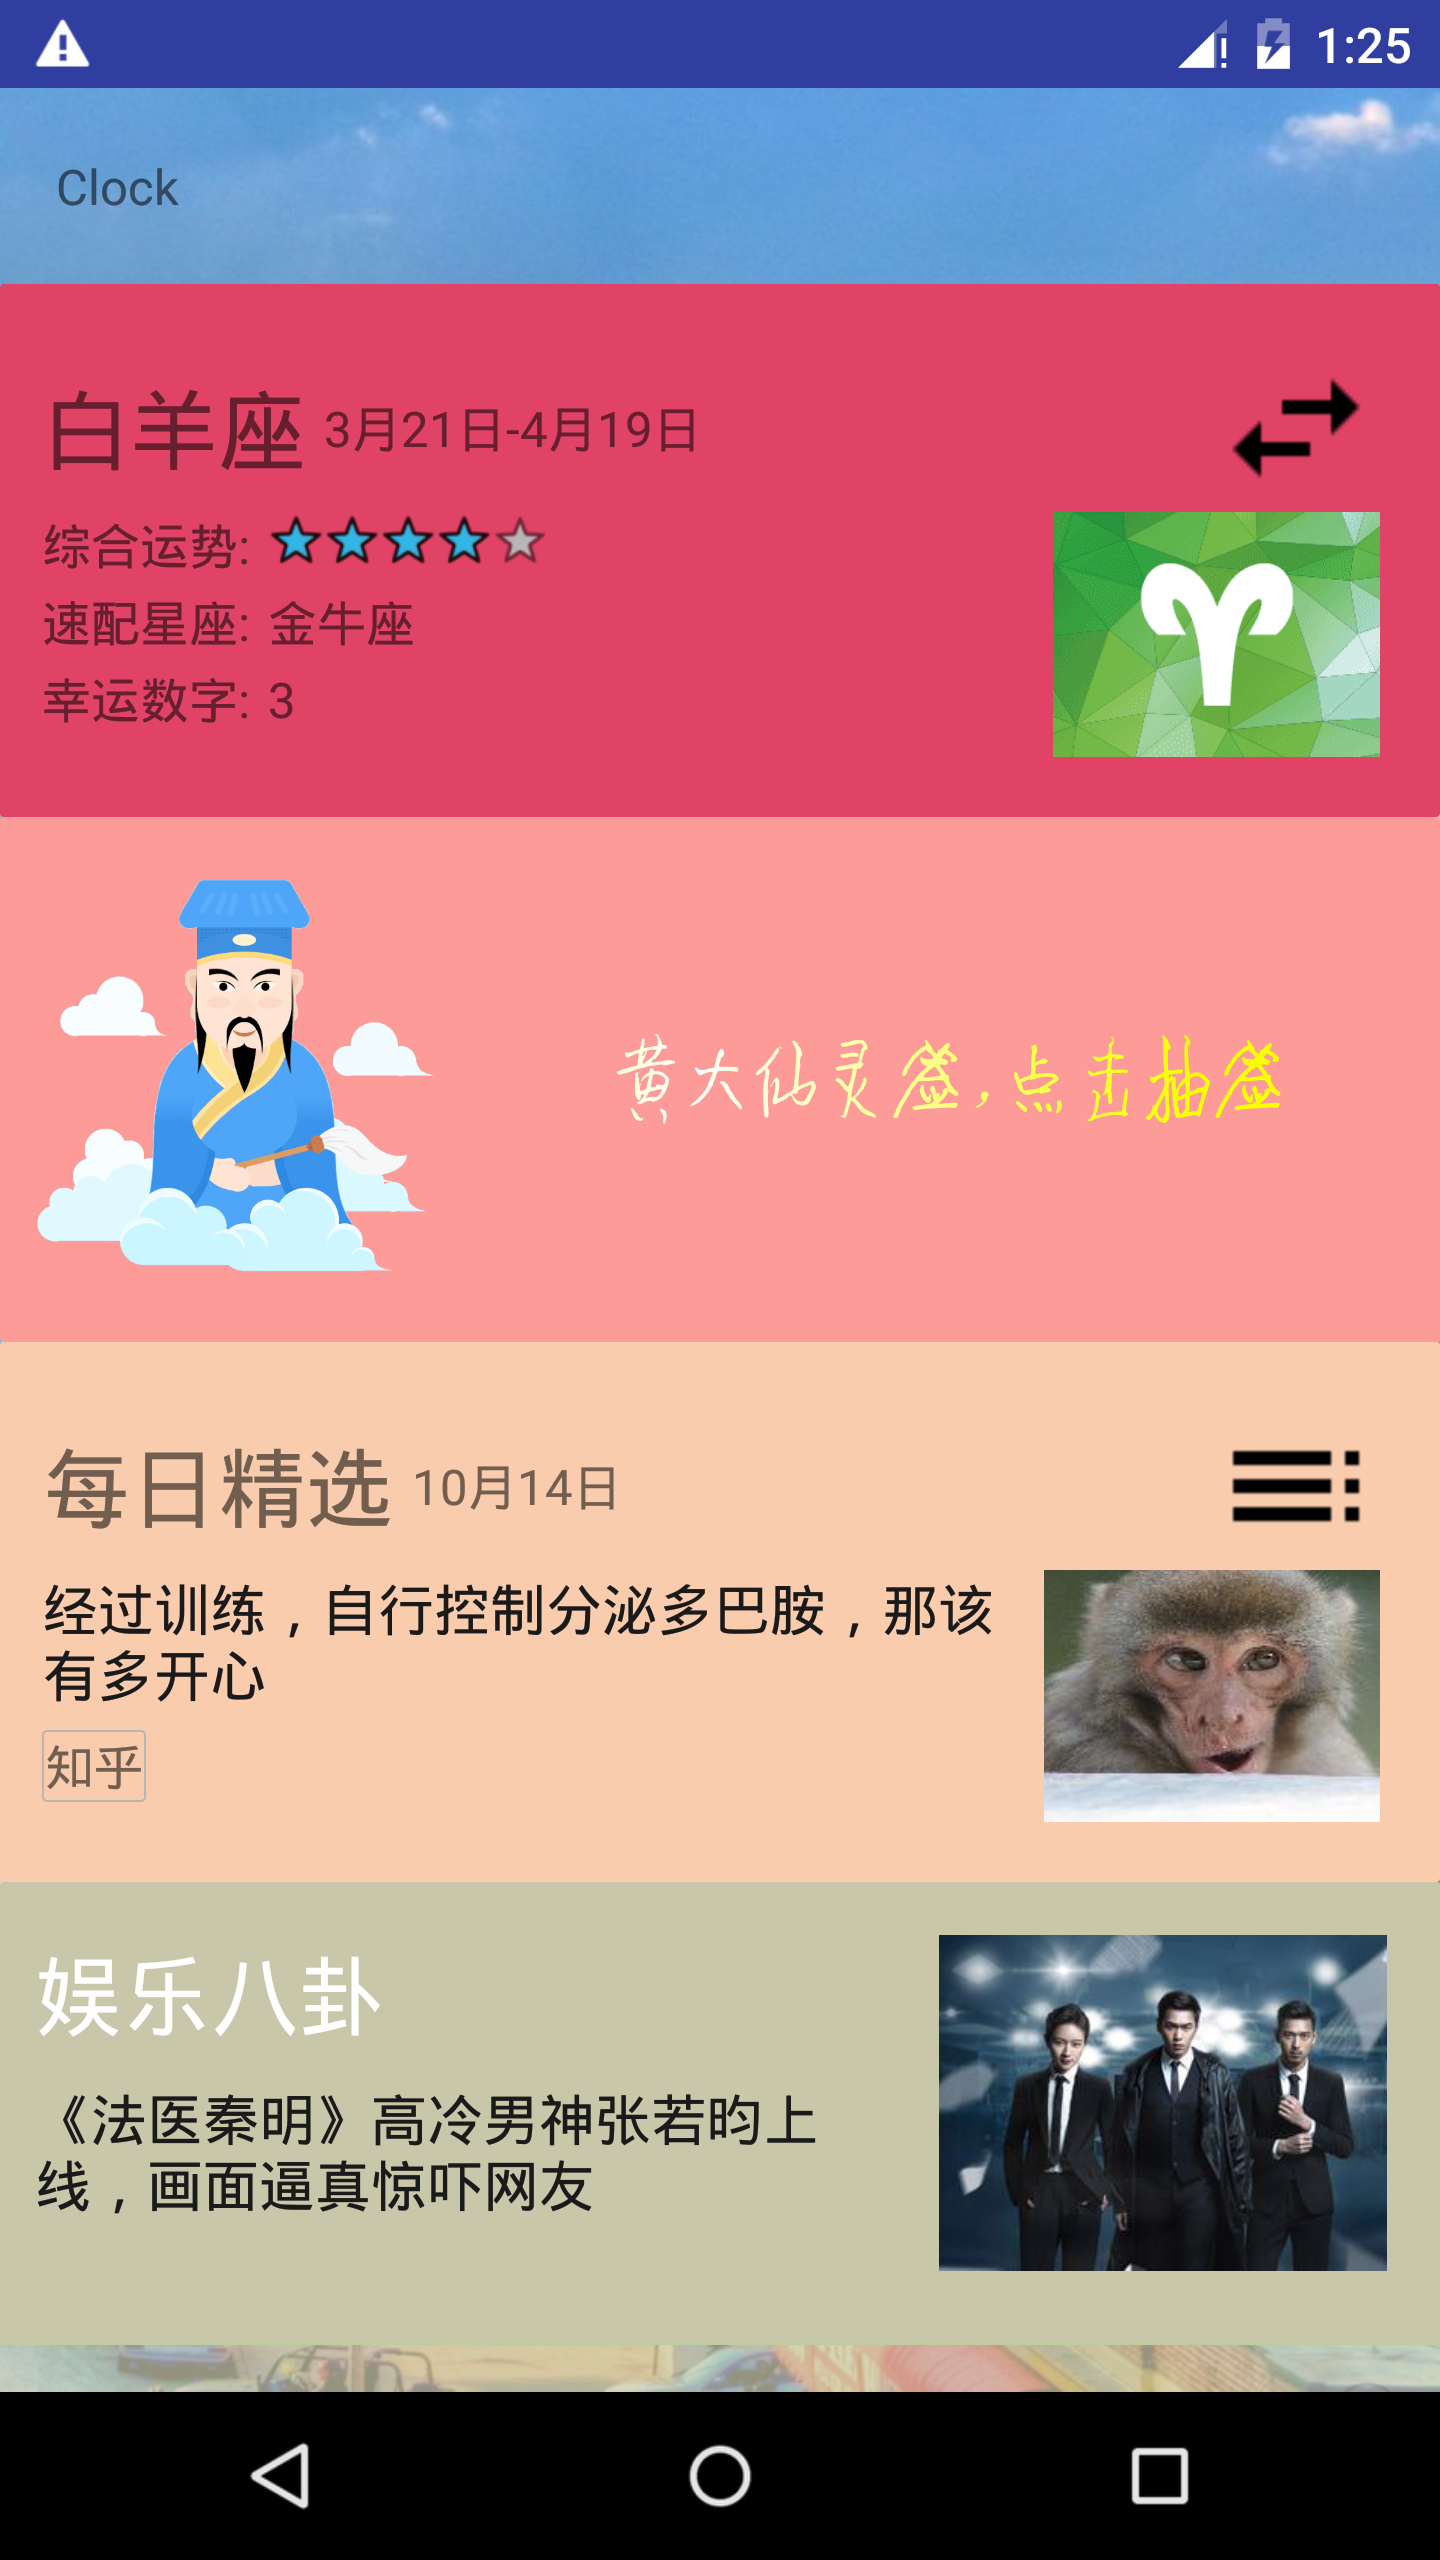 1:25
Clock
白羊座 3月21日-4月19日
综合运势:
速配星座: 金牛座
幸运数字: 3
黄大仙灵签,点击抽签
每日精选 10月14日
经过训练，自行控制分泌多巴胺，那该
有多开心
知乎
娱乐八卦
《法医秦明》高冷男神张若昀上
线，画面逼真惊吓网友